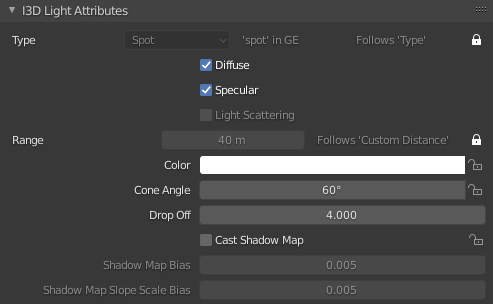 I3D Light Attributes
Type Spot 'spot' in GE Follows 'Type'
Diffuse
Specular
Light Scattering
Range 40 m Follows 'Custom Distance'
Color
Cone Angle 60°
Drop Off 4.000
Cast Shadow Map
Shadow Map Bias 0.005
Shadow Map Slope Scale Bias 0.005